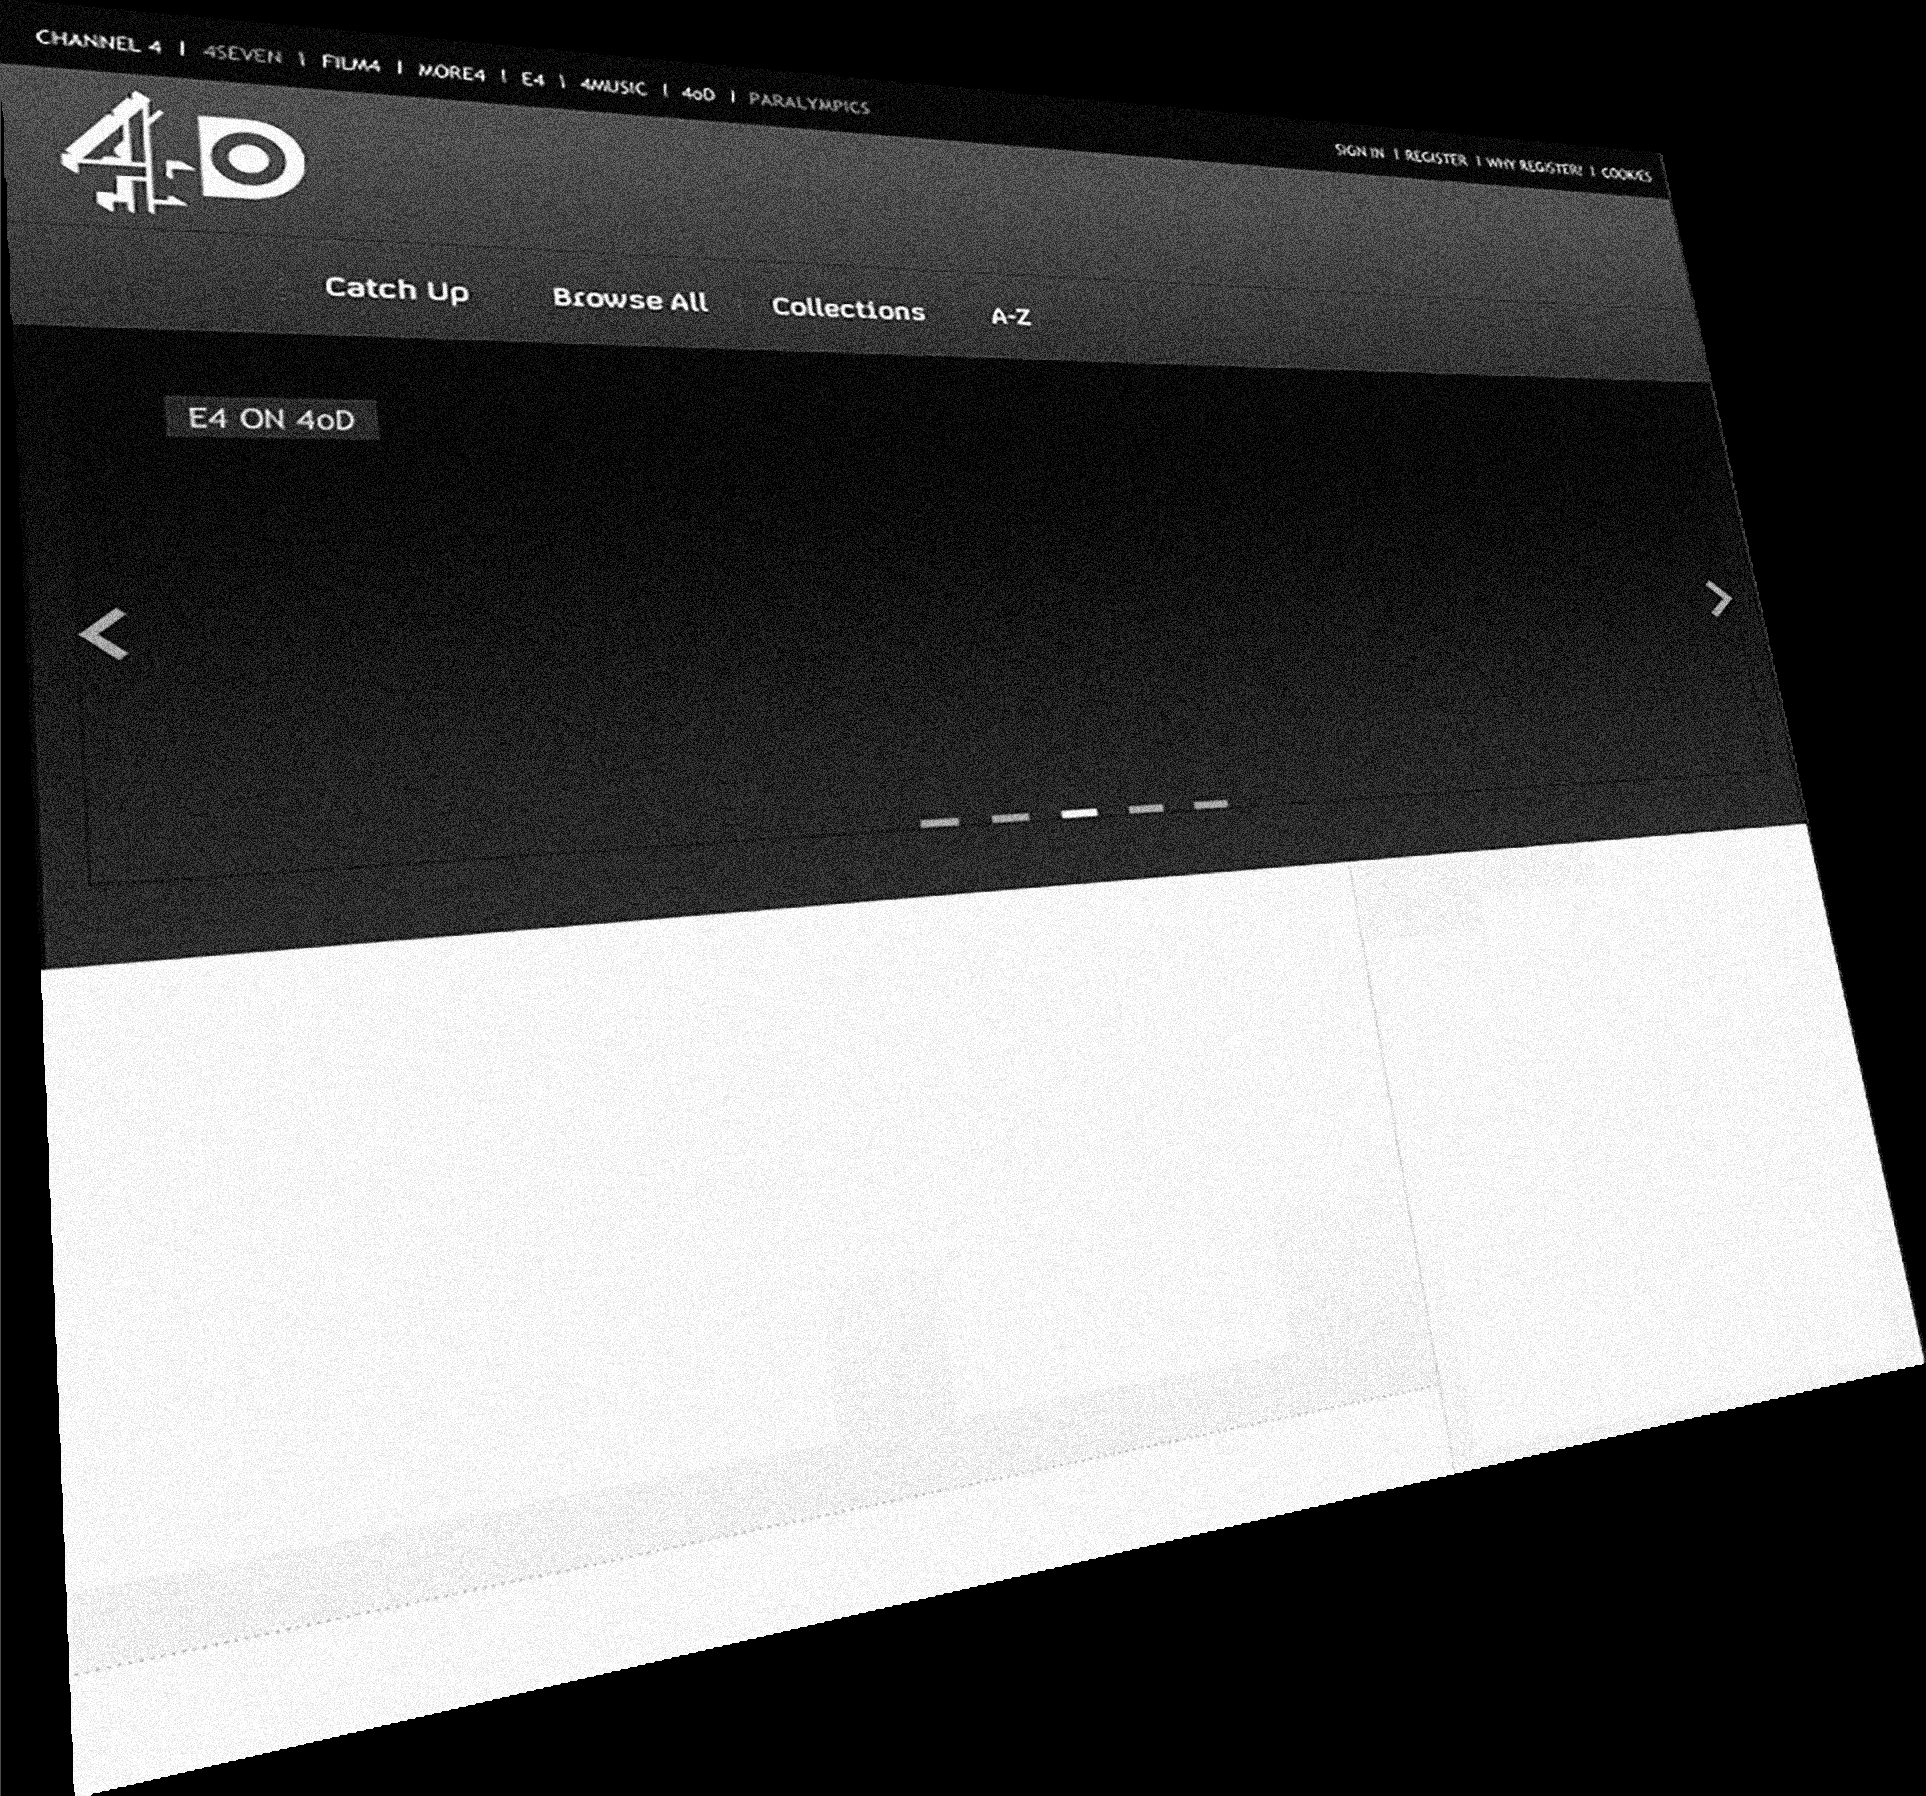 CHANNEL 4 | 4SEVEN | FILM4 | MORE4 | E4 | 4MUSIC | 4oD | PARALYMPICS
SIGN IN | REGISTER | WHY REGISTER? | COOKIES
4oD
Catch Up Browse All Collections A-Z
E4 ON 4oD